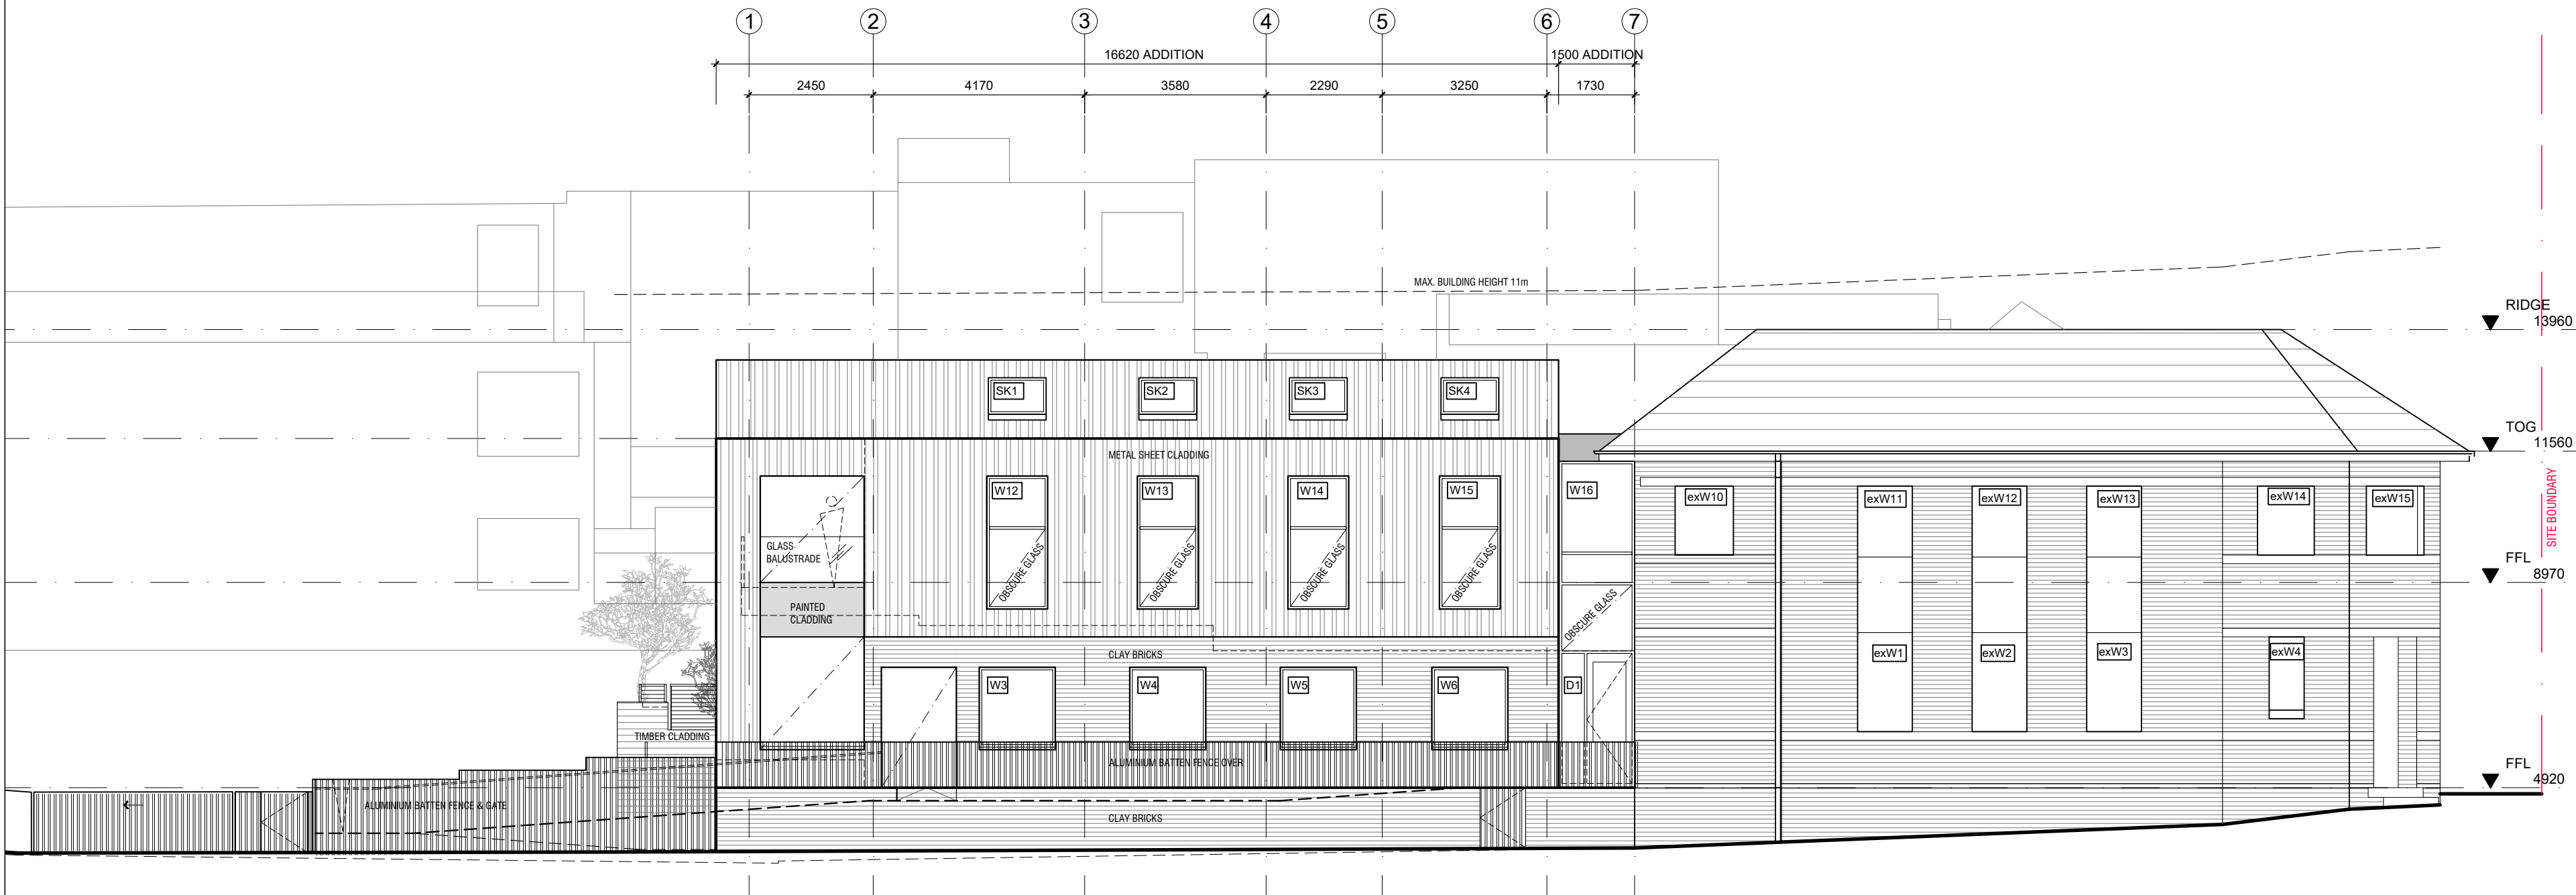 1 2 3 4 5 6 7
16620 ADDITION 1500 ADDITION
2450 4170 3580 2290 3250 1730
MAX. BUILDING HEIGHT 11m
RIDGE
13960
SK1 SK2 SK3 SK4
TOG
11560
METAL SHEET CLADDING
W12 W13 W14 W15 W16
exW10 exW11 exW12 exW13 exW14 exW15
SITE BOUNDARY
GLASS
BALUSTRADE
OBSCURE GLASS OBSCURE GLASS OBSCURE GLASS OBSCURE GLASS
FFL
8970
PAINTED
CLADDING
OBSCURE GLASS
CLAY BRICKS
exW1 exW2 exW3 exW4
W3 W4 W5 W6 D1
TIMBER CLADDING
ALUMINIUM BATTEN FENCE OVER
FFL
4920
ALUMINIUM BATTEN FENCE & GATE
CLAY BRICKS